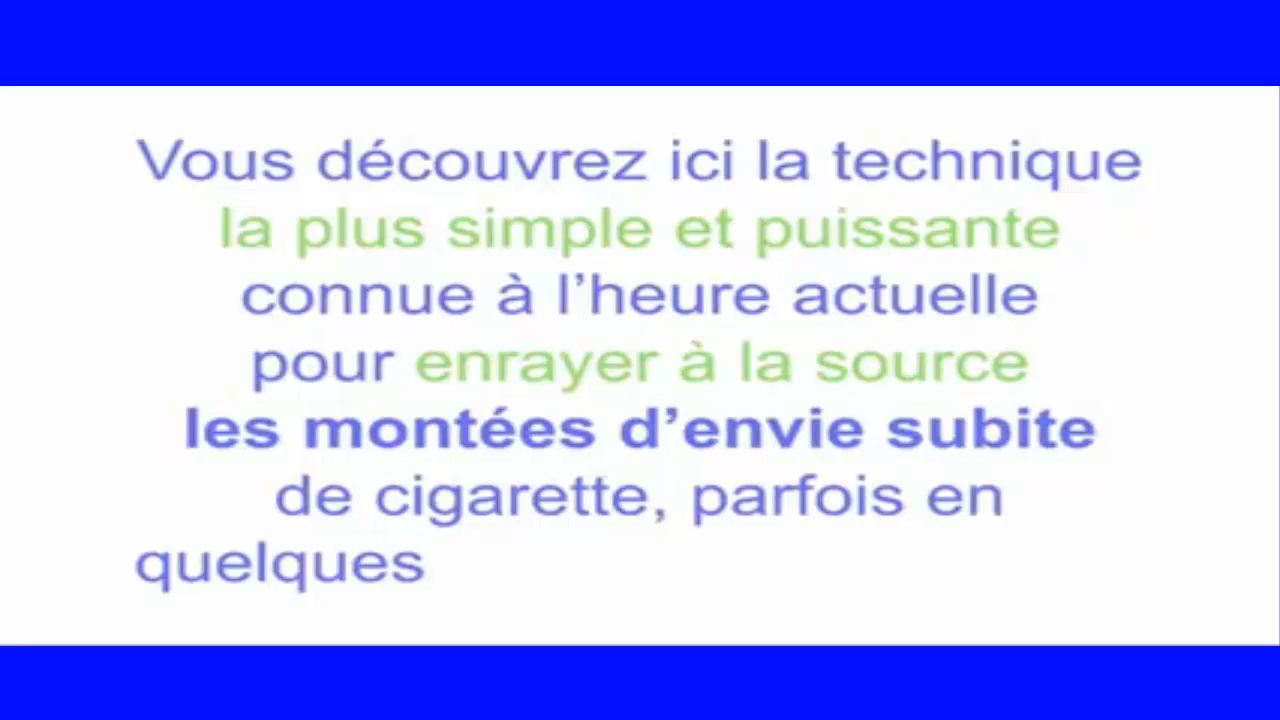 Vous découvrez ici la technique
la plus simple et puissante
connue à l’heure actuelle
pour enrayer à la source
les montées d’envie subite
de cigarette, parfois en
quelques